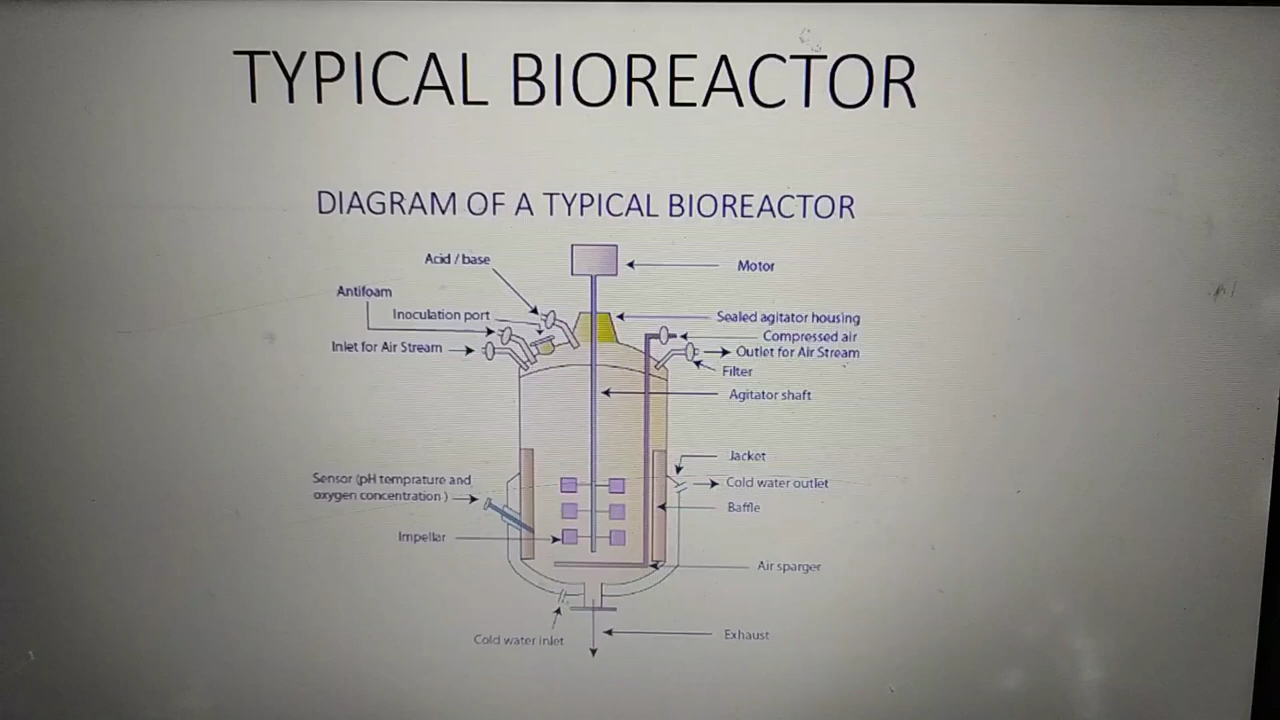 TYPICAL BIOREACTOR
DIAGRAM OF A TYPICAL BIOREACTOR
Acid / base
Motor
Antifoam
Inoculation port
Sealed agitator housing
Compressed air
Inlet for Air Stream
Outlet for Air Stream
Filter
Agitator shaft
Jacket
Sensor (pH temprature and
oxygen concentration )
Cold water outlet
Baffle
Impellar
Air sparger
Cold water inlet
Exhaust